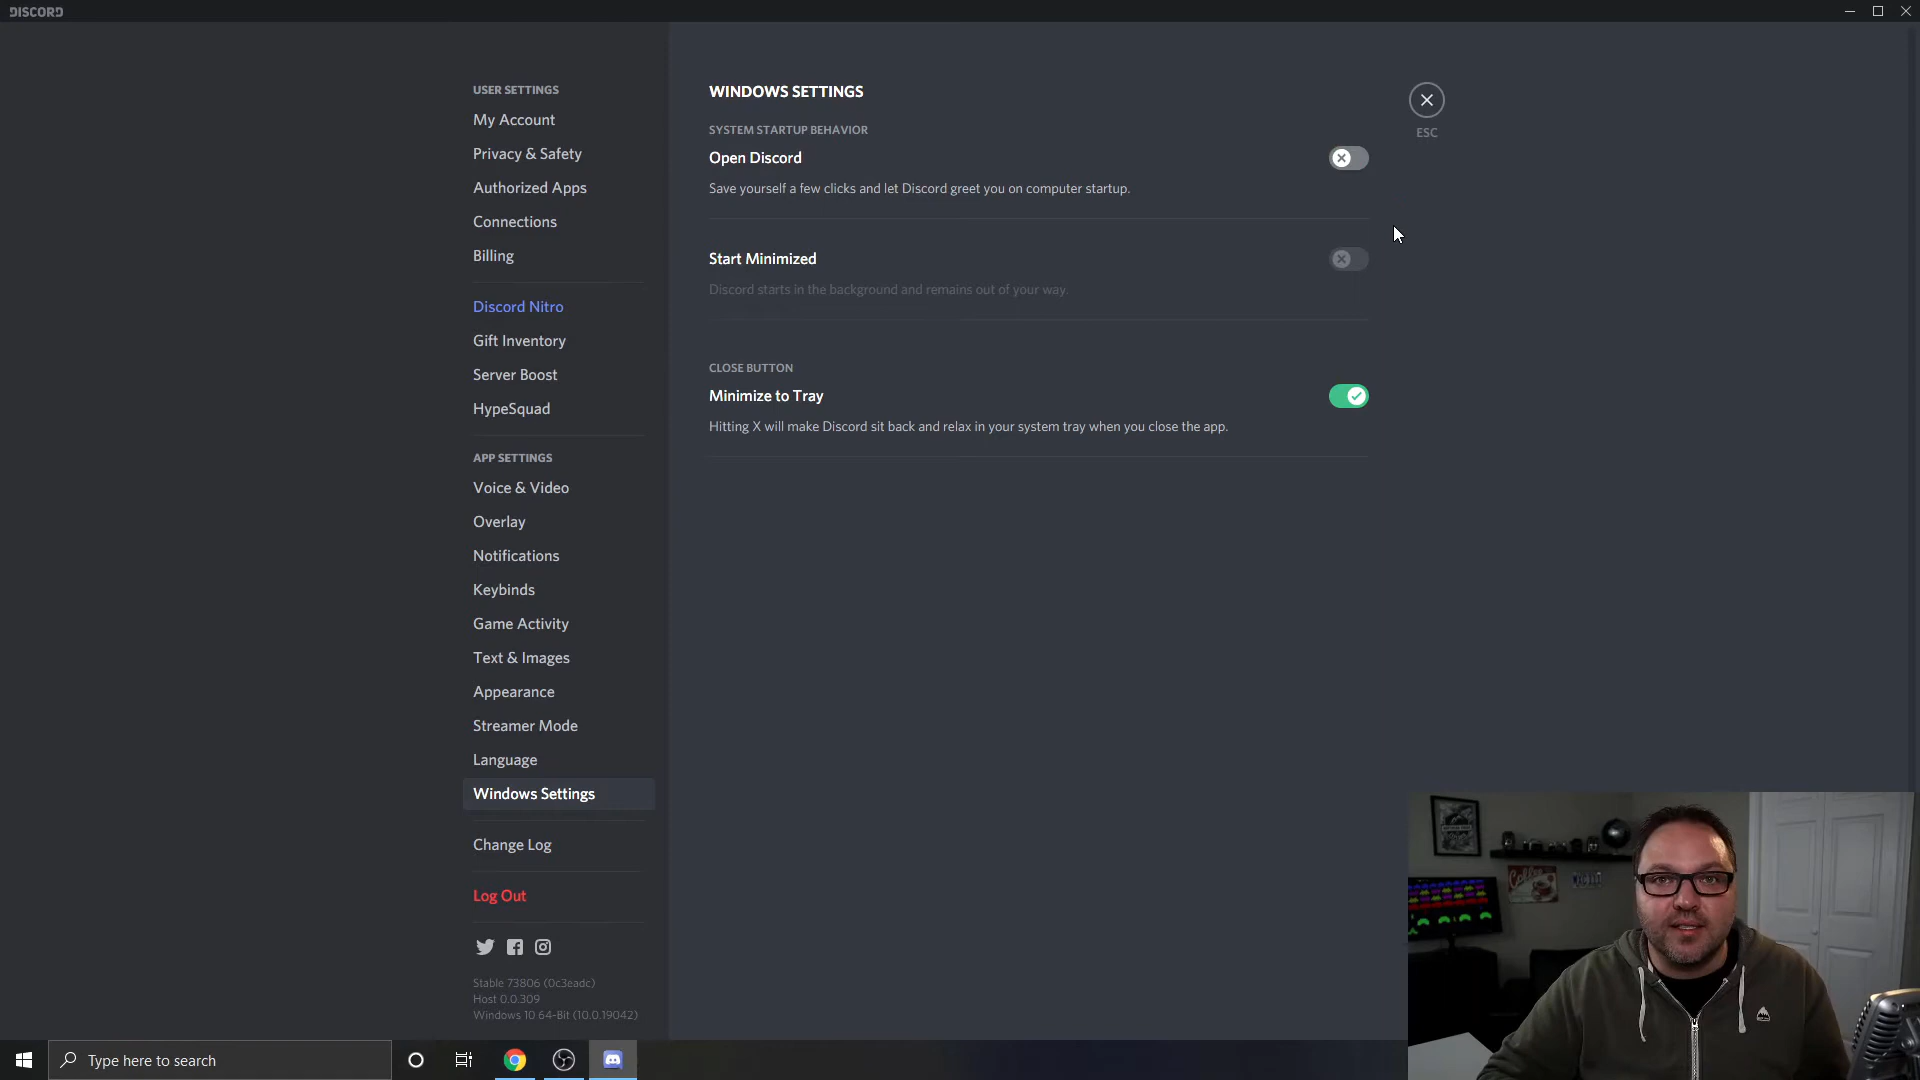 DISCORD
USER SETTINGS
My Account
Privacy & Safety
Authorized Apps
Connections
Billing
Discord Nitro
Gift Inventory
Server Boost
HypeSquad
APP SETTINGS
Voice & Video
Overlay
Notifications
Keybinds
Game Activity
Text & Images
Appearance
Streamer Mode
Language
Windows Settings
Change Log
Log Out
Stable 73806 (0c3eadc)
Host 0.0.309
Windows 10 64-Bit (10.0.19042)
WINDOWS SETTINGS
SYSTEM STARTUP BEHAVIOR
Open Discord
Save yourself a few clicks and let Discord greet you on computer startup.
Start Minimized
Discord starts in the background and remains out of your way.
CLOSE BUTTON
Minimize to Tray
Hitting X will make Discord sit back and relax in your system tray when you close the app.
ESC
Coffee
Type here to search